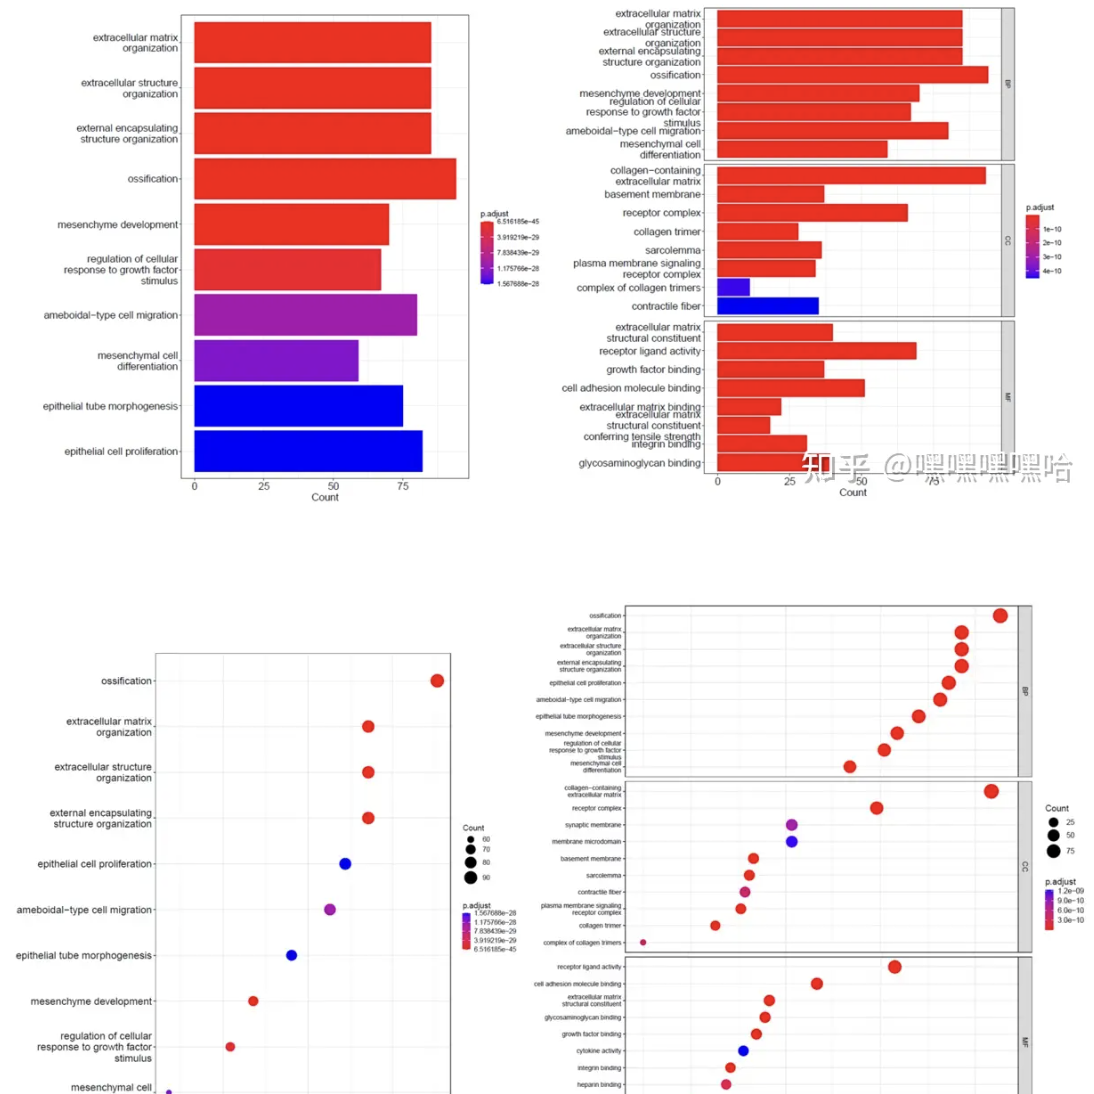 extracellular matrix
organization
extracellular structure
organization
external encapsulating
structure organization
ossification
mesenchyme development
regulation of cellular
response to growth factor
stimulus
ameboidal-type cell migration
mesenchymal cell
differentiation
epithelial tube morphogenesis
epithelial cell proliferation
0 25 50 75
Count
p.adjust
6.516185e-45
3.919219e-29
7.838439e-29
1.175766e-28
1.567688e-28
extracellular matrix
organization
extracellular structure
organization
external encapsulating
structure organization
ossification
mesenchyme development
regulation of cellular
response to growth factor
stimulus
ameboidal-type cell migration
mesenchymal cell
differentiation
BP
collagen-containing
extracellular matrix
basement membrane
receptor complex
collagen trimer
sarcolemma
plasma membrane signaling
receptor complex
complex of collagen trimers
contractile fiber
CC
extracellular matrix
structural constituent
receptor ligand activity
growth factor binding
cell adhesion molecule binding
extracellular matrix binding
extracellular matrix
structural constituent
conferring tensile strength
integrin binding
glycosaminoglycan binding
MF
0 25 50 75
Count
p.adjust
1e-10
2e-10
3e-10
4e-10
知乎 @嘿嘿嘿嘿哈
ossification
extracellular matrix
organization
extracellular structure
organization
external encapsulating
structure organization
epithelial cell proliferation
ameboidal-type cell migration
epithelial tube morphogenesis
mesenchyme development
regulation of cellular
response to growth factor
stimulus
mesenchymal cell
Count
60
70
80
90
p.adjust
1.567688e-28
1.175766e-28
7.838439e-29
3.919219e-29
6.516185e-45
ossification
extracellular matrix
organization
extracellular structure
organization
external encapsulating
structure organization
epithelial cell proliferation
ameboidal-type cell migration
epithelial tube morphogenesis
mesenchyme development
regulation of cellular
response to growth factor
stimulus
mesenchymal cell
differentiation
BP
collagen-containing
extracellular matrix
receptor complex
synaptic membrane
membrane microdomain
basement membrane
sarcolemma
contractile fiber
plasma membrane signaling
receptor complex
collagen trimer
complex of collagen trimers
CC
receptor ligand activity
cell adhesion molecule binding
extracellular matrix
structural constituent
glycosaminoglycan binding
growth factor binding
cytokine activity
integrin binding
heparin binding
MF
Count
25
50
75
p.adjust
1.2e-09
9.0e-10
6.0e-10
3.0e-10